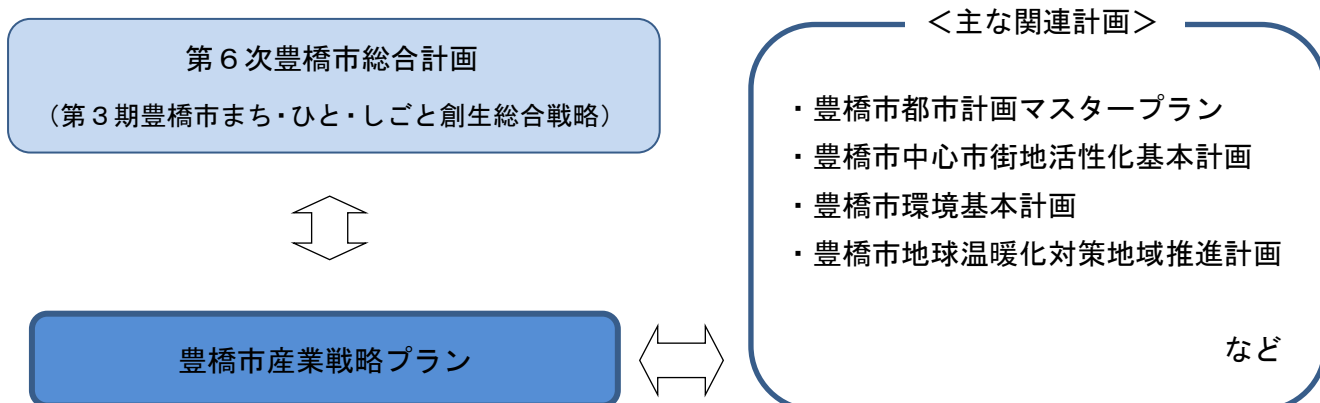 第６次豊橋市総合計画
（第３期豊橋市まち・ひと・しごと創生総合戦略）
豊橋市産業戦略プラン
＜主な関連計画＞
・豊橋市都市計画マスタープラン
・豊橋市中心市街地活性化基本計画
・豊橋市環境基本計画
・豊橋市地球温暖化対策地域推進計画
など